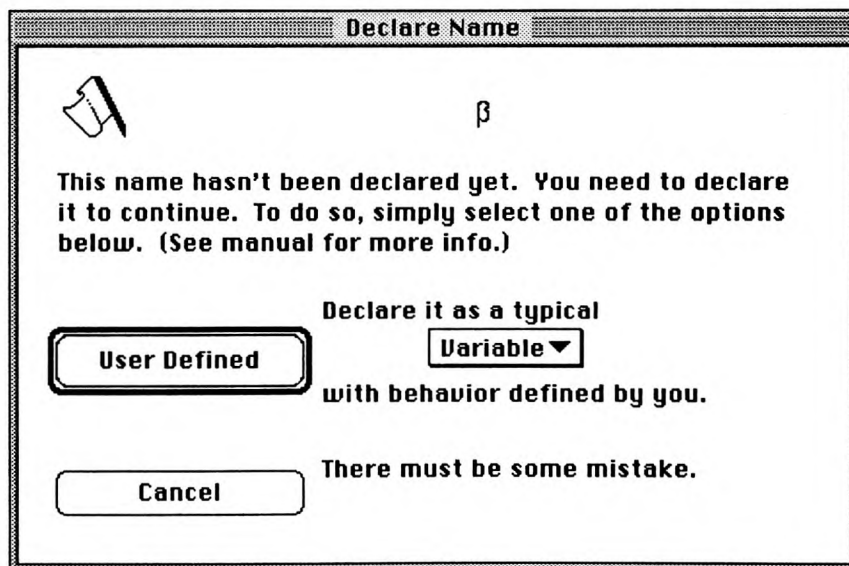 Declare Name
β
This name hasn't been declared yet. You need to declare
it to continue. To do so, simply select one of the options
below. (See manual for more info.)
Declare it as a typical
User Defined
Variable
with behavior defined by you.
There must be some mistake.
Cancel